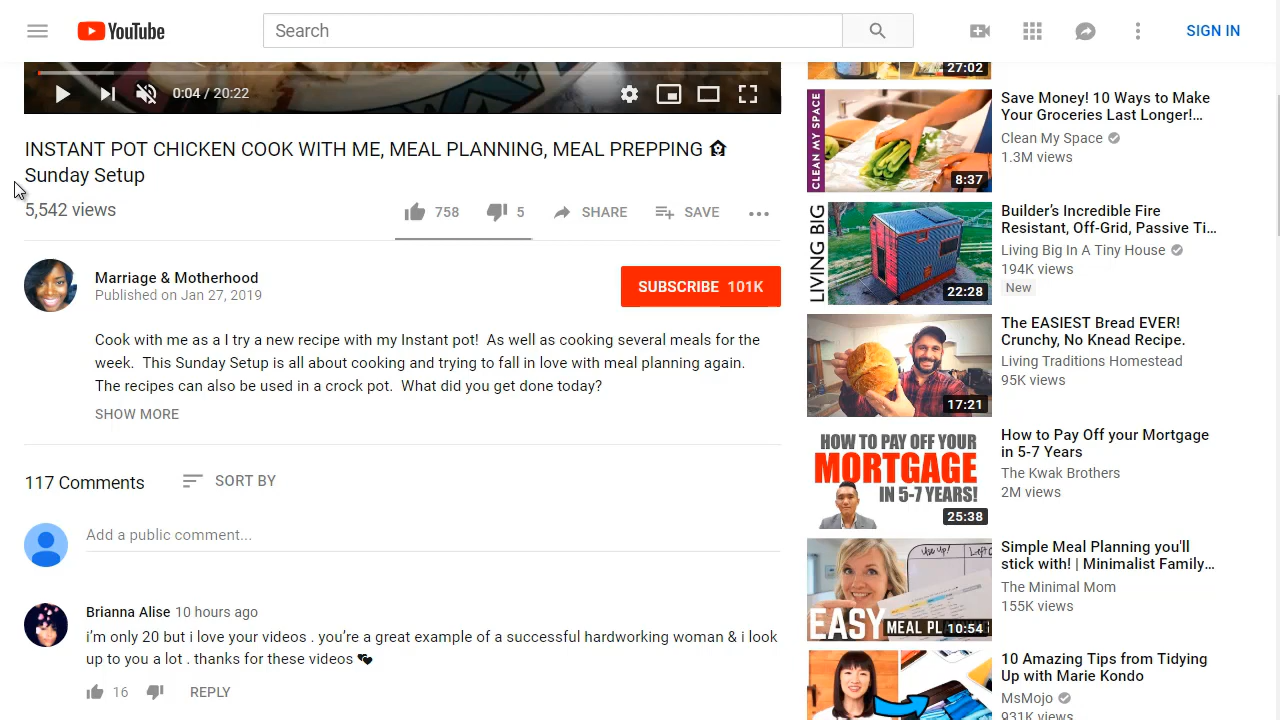 YouTube
Search
SIGN IN
0:04 / 20:22
INSTANT POT CHICKEN COOK WITH ME, MEAL PLANNING, MEAL PREPPING
Sunday Setup
5,542 views
758
5
SHARE
SAVE
Marriage & Motherhood
Published on Jan 27, 2019
SUBSCRIBE 101K
Cook with me as a I try a new recipe with my Instant pot! As well as cooking several meals for the
week. This Sunday Setup is all about cooking and trying to fall in love with meal planning again.
The recipes can also be used in a crock pot. What did you get done today?
SHOW MORE
117 Comments
SORT BY
Add a public comment...
Brianna Alise 10 hours ago
i'm only 20 but i love your videos . you're a great example of a successful hardworking woman & i look
up to you a lot . thanks for these videos 🖤
16
REPLY
27:02
CLEAN MY SPACE
8:37
Save Money! 10 Ways to Make
Your Groceries Last Longer!...
Clean My Space
1.3M views
LIVING BIG
22:28
Builder's Incredible Fire
Resistant, Off-Grid, Passive Ti...
Living Big In A Tiny House
194K views
New
17:21
The EASIEST Bread EVER!
Crunchy, No Knead Recipe.
Living Traditions Homestead
95K views
HOW TO PAY OFF YOUR
MORTGAGE
IN 5-7 YEARS!
25:38
How to Pay Off your Mortgage
in 5-7 Years
The Kwak Brothers
2M views
Use up!
EASY MEAL PL
10:54
Simple Meal Planning you'll
stick with! | Minimalist Family...
The Minimal Mom
155K views
10 Amazing Tips from Tidying
Up with Marie Kondo
MsMojo
931K views